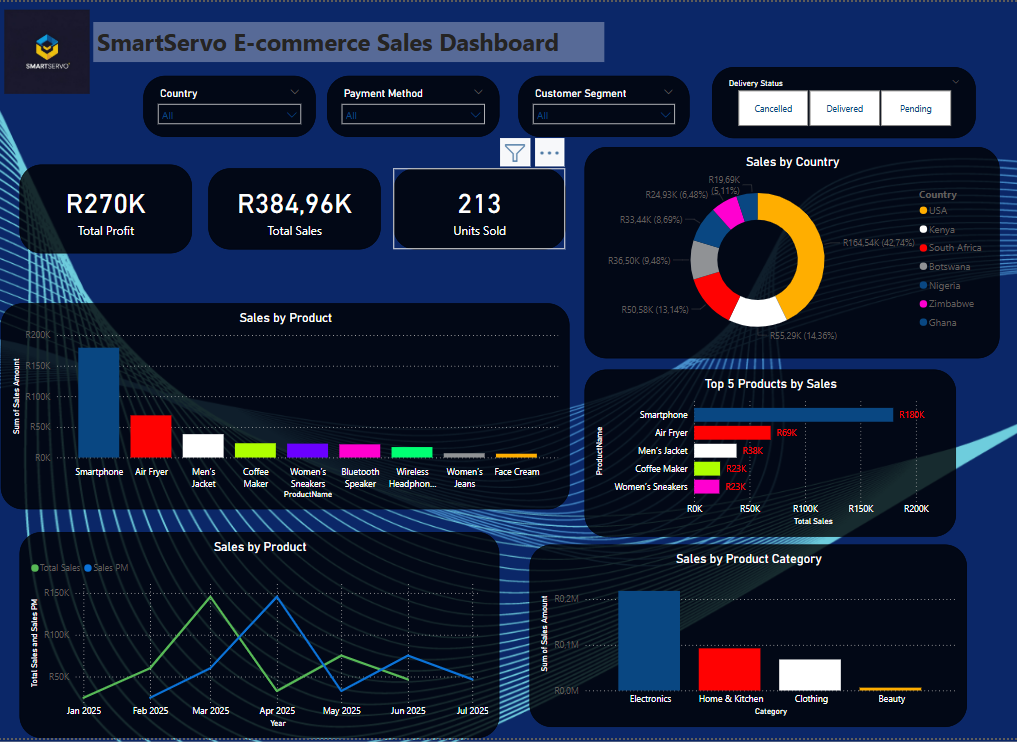 SMARTSERVO
SmartServo E-commerce Sales Dashboard
Country
All
Payment Method
All
Customer Segment
All
Delivery Status
Cancelled
Delivered
Pending
R270K
Total Profit
R384,96K
Total Sales
213
Units Sold
Sales by Country
R19,69K
(5,11%)
R24,93K (6,48%)
R33,44K (8,69%)
R36,50K (9,48%)
R50,58K (13,14%)
R55,29K (14,36%)
R164,54K (42,74%)
Country
USA
Kenya
South Africa
Botswana
Nigeria
Zimbabwe
Ghana
Sales by Product
Sum of Sales Amount
R200K
R150K
R100K
R50K
R0K
Smartphone
Air Fryer
Men's
Jacket
Coffee
Maker
Women's
Sneakers
Bluetooth
Speaker
Wireless
Headphon...
Women's
Jeans
Face Cream
ProductName
Top 5 Products by Sales
ProductName
Smartphone R180K
Air Fryer R69K
Men's Jacket R38K
Coffee Maker R23K
Women's Sneakers R23K
R0K R50K R100K R150K R200K
Total Sales
Sales by Product
Total Sales Sales PM
Total Sales and Sales PM
R150K
R100K
R50K
Jan 2025 Feb 2025 Mar 2025 Apr 2025 May 2025 Jun 2025 Jul 2025
Year
Sales by Product Category
Sum of Sales Amount
R0.2M
R0.1M
R0.0M
Electronics Home & Kitchen Clothing Beauty
Category